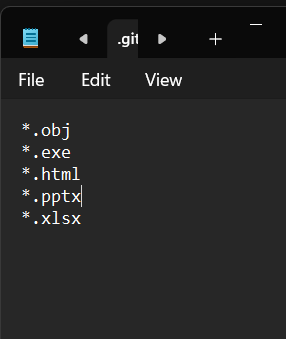 .git
File Edit View
*.obj
*.exe
*.html
*.pptx
*.xlsx